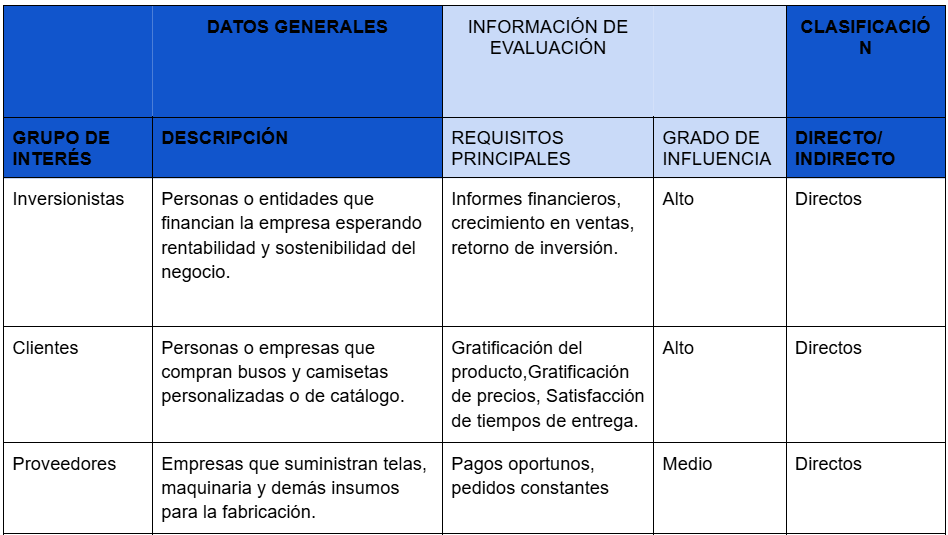 DATOS GENERALES
INFORMACIÓN DE
EVALUACIÓN
CLASIFICACIÓ
N
GRUPO DE
INTERÉS
DESCRIPCIÓN
REQUISITOS
PRINCIPALES
GRADO DE
INFLUENCIA
DIRECTO/
INDIRECTO
Inversionistas
Personas o entidades que
financian la empresa esperando
rentabilidad y sostenibilidad del
negocio.
Informes financieros,
crecimiento en ventas,
retorno de inversión.
Alto
Directos
Clientes
Personas o empresas que
compran busos y camisetas
personalizadas o de catálogo.
Gratificación del
producto,Gratificación
de precios, Satisfacción
de tiempos de entrega.
Alto
Directos
Proveedores
Empresas que suministran telas,
maquinaria y demás insumos
para la fabricación.
Pagos oportunos,
pedidos constantes
Medio
Directos